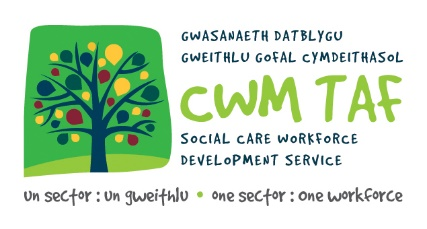 GWASANAETH DATBLYGU
GWEITHLU GOFAL CYMDEITHASOL
CWM TAF
SOCIAL CARE WORKFORCE
DEVELOPMENT SERVICE
un sector : un gweithlu • one sector : one workforce